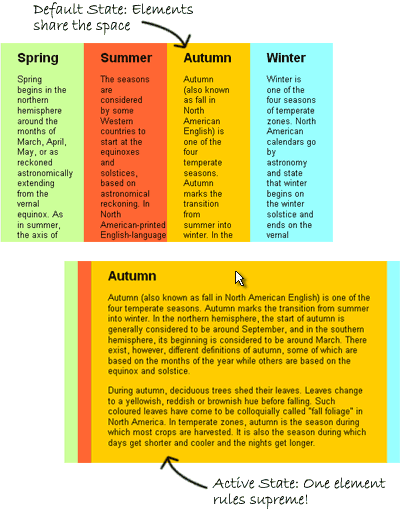 Default State: Elements
share the space
Spring
Spring
begins in the
northern
hemisphere
around the
months of
March, April,
May, or as
reckoned
astronomically
extending
from the
vernal
equinox. As
in summer,
the axis of
Summer
The seasons
are
considered
by some
Western
countries to
start at the
equinoxes
and
solstices,
based on
astronomical
reckoning. In
North
American-printed
English-language
Autumn
Autumn
(also known
as fall in
North
American
English) is
one of the
four
temperate
seasons.
Autumn
marks the
transition
from
summer into
winter. In the
Winter
Winter is
one of the
four seasons
of temperate
zones. North
American
calendars go
by
astronomy
and state
that winter
begins on
the winter
solstice and
ends on the
vernal
Autumn
Autumn (also known as fall in North American English) is one of the
four temperate seasons. Autumn marks the transition from summer
into winter. In the northern hemisphere, the start of autumn is
generally considered to be around September, and in the southern
hemisphere, its beginning is considered to be around March. There
exist, however, different definitions of autumn, some of which are
based on the months of the year while others are based on the
equinox and solstice.
During autumn, deciduous trees shed their leaves. Leaves change
to a yellowish, reddish or brownish hue before falling. Such
coloured leaves have come to be colloquially called "fall foliage" in
North America. In temperate zones, autumn is the season during
which most crops are harvested. It is also the season during which
days get shorter and cooler and the nights get longer.
Active State: One element
rules supreme!